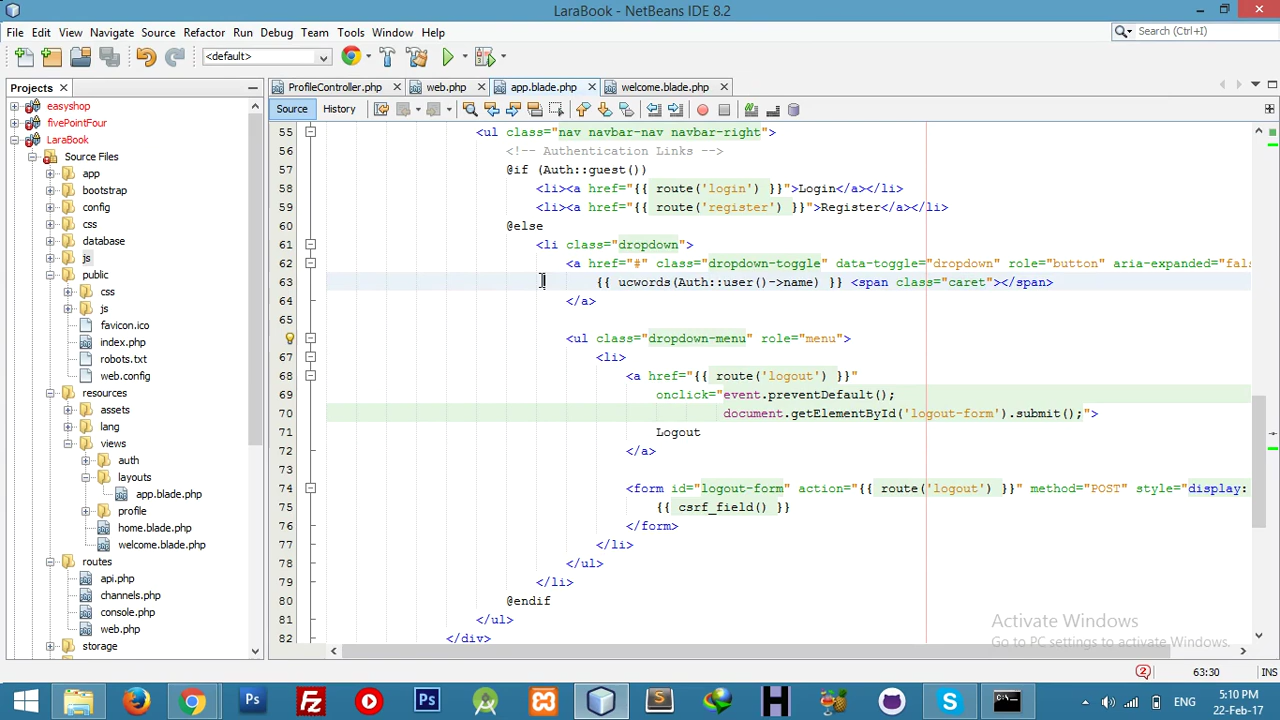 LaraBook - NetBeans IDE 8.2
File Edit View Navigate Source Refactor Run Debug Team Tools Window Help
Search (Ctrl+I)
<default>
Projects
ProfileController.php web.php app.blade.php welcome.blade.php
Source History
easyshop
fivePointFour
LaraBook
Source Files
app
bootstrap
config
css
database
js
public
css
js
favicon.ico
index.php
robots.txt
web.config
resources
assets
lang
views
auth
layouts
app.blade.php
profile
home.blade.php
welcome.blade.php
routes
api.php
channels.php
console.php
web.php
storage
55 <ul class="nav navbar-nav navbar-right">
56 <!-- Authentication Links -->
57 @if (Auth::guest())
58 <li><a href="{{ route('login') }}">Login</a></li>
59 <li><a href="{{ route('register') }}">Register</a></li>
60 @else
61 <li class="dropdown">
62 <a href="#" class="dropdown-toggle" data-toggle="dropdown" role="button" aria-expanded="fals
63 {{ ucwords(Auth::user()->name) }} <span class="caret"></span>
64 </a>
65
<ul class="dropdown-menu" role="menu">
67 <li>
68 <a href="{{ route('logout') }}"
69 onclick="event.preventDefault();
70 document.getElementById('logout-form').submit();">
71 Logout
72 </a>
73
74 <form id="logout-form" action="{{ route('logout') }}" method="POST" style="display:
75 {{ csrf_field() }}
76 </form>
77 </li>
78 </ul>
79 </li>
80 @endif
81 </ul>
82 </div>
Activate Windows
Go to PC settings to activate Windows.
2 63:30 INS
Ps Ps S ENG 5:10 PM
22-Feb-17